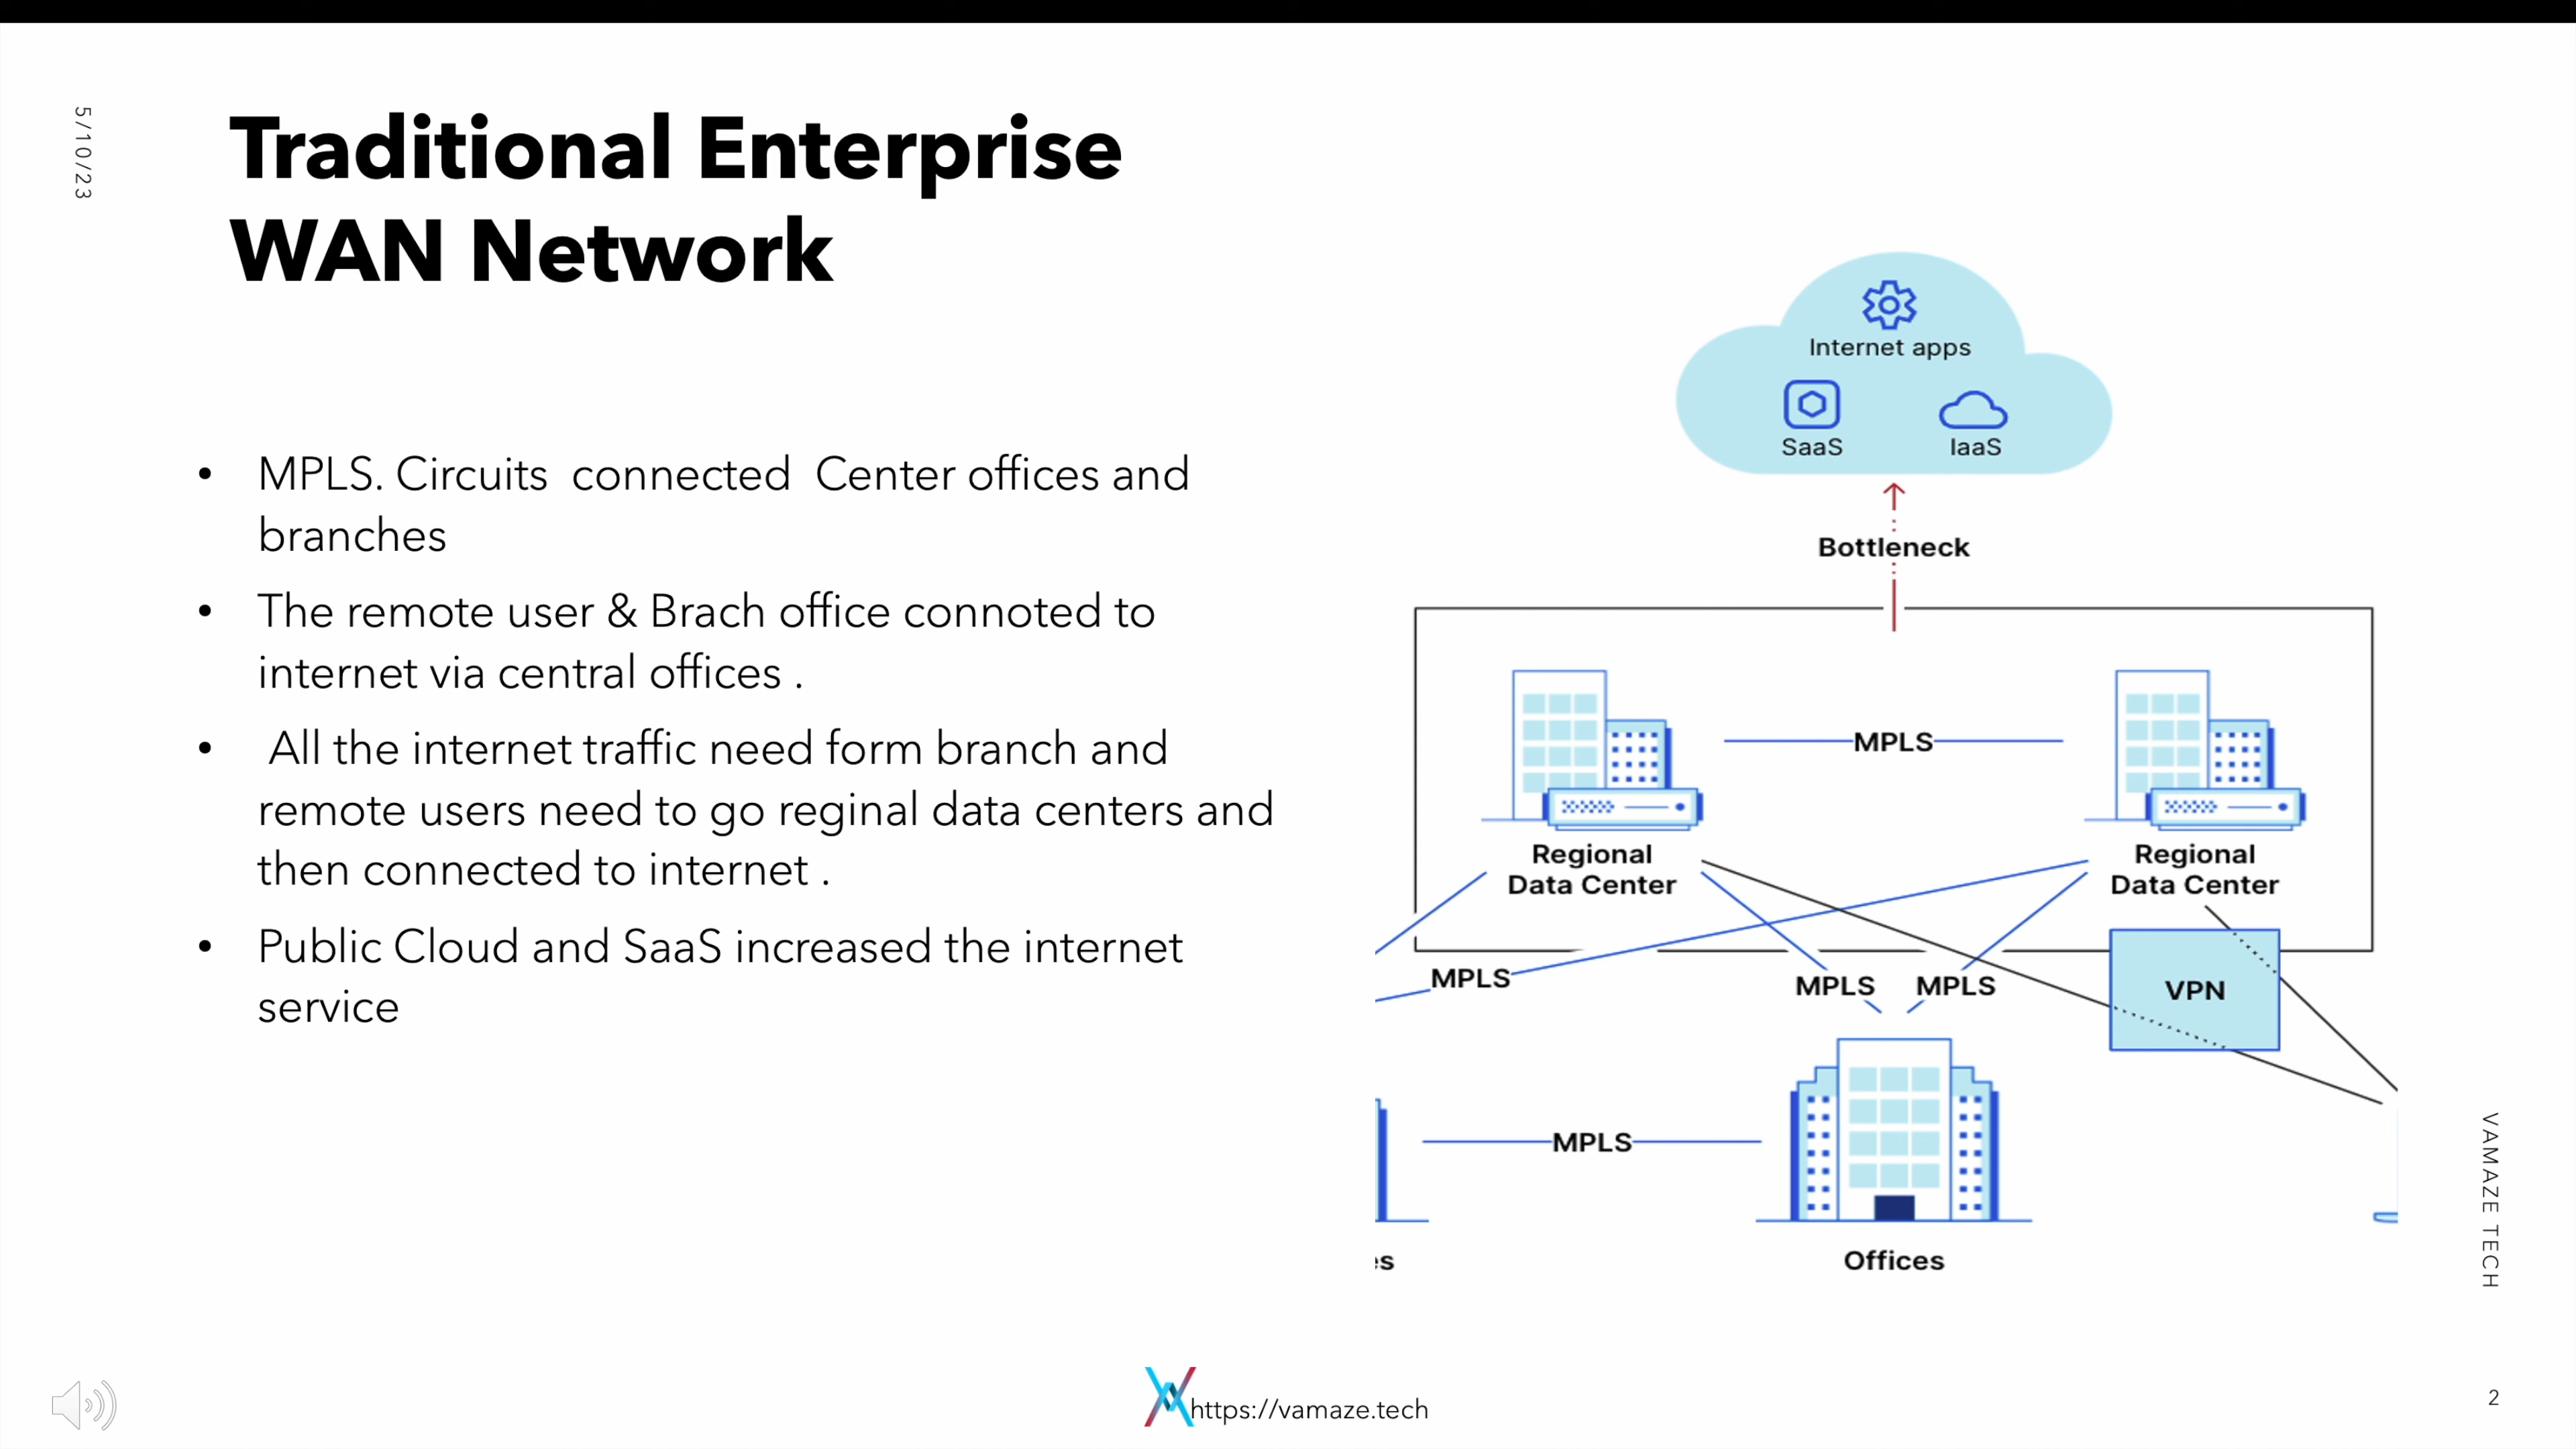 5/10/23
Traditional Enterprise
WAN Network
• MPLS. Circuits connected Center offices and
branches
• The remote user & Brach office connoted to
internet via central offices .
• All the internet traffic need form branch and
remote users need to go reginal data centers and
then connected to internet .
• Public Cloud and SaaS increased the internet
service
Internet apps
SaaS
IaaS
Bottleneck
MPLS
Regional
Data Center
Regional
Data Center
MPLS
MPLS
MPLS
VPN
MPLS
es
Offices
VAMAZE TECH
https://vamaze.tech
2